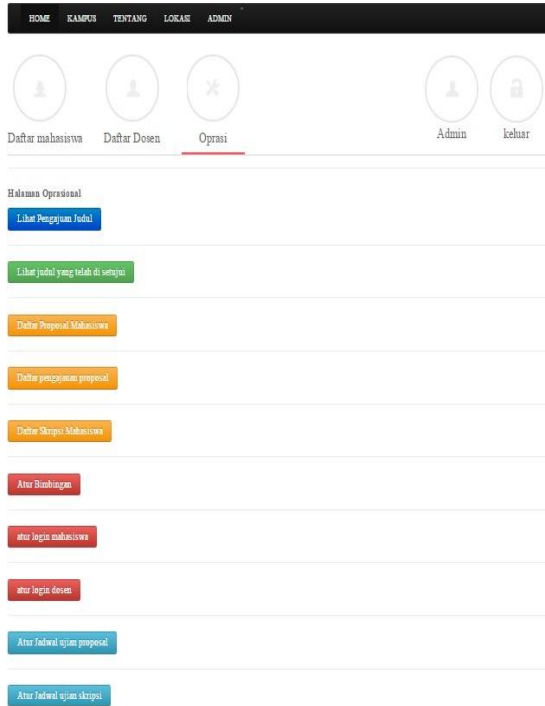 HOME KAMPUS TENTANG LOKASI ADMIN
Daftar mahasiswa Daftar Dosen Oprasi Admin keluar
Halaman Oprasional
Lihat Pengajuan Judul
Lihat judul yang telah di setujui
Daftar Proposal Mahasiswa
Daftar pengajauan proposal
Daftar Skripsi Mahasiswa
Atur Bimbingan
atur login mahasiswa
atur login dosen
Atur Jadwal ujian proposal
Atur Jadwal ujian skripsi